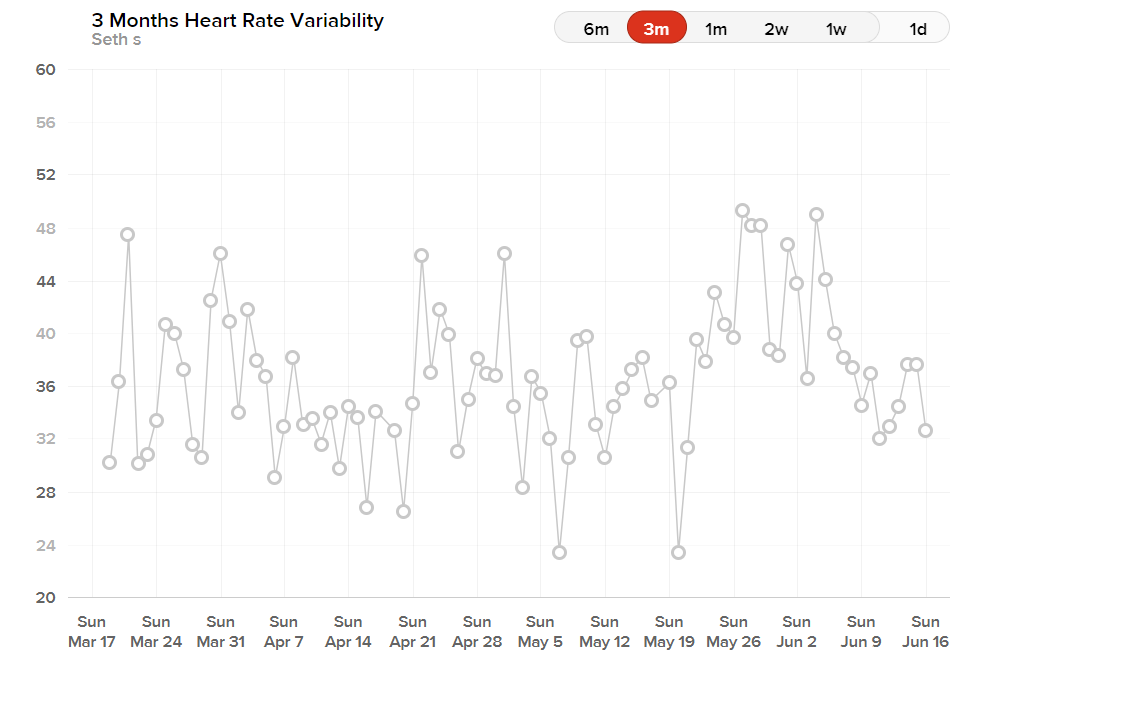 3 Months Heart Rate Variability
Seth s
6m 3m 1m 2w 1w 1d
60
56
52
48
44
40
36
32
28
24
20
Sun Sun Sun Sun Sun Sun Sun Sun Sun Sun Sun Sun Sun Sun
Mar 17 Mar 24 Mar 31 Apr 7 Apr 14 Apr 21 Apr 28 May 5 May 12 May 19 May 26 Jun 2 Jun 9 Jun 16